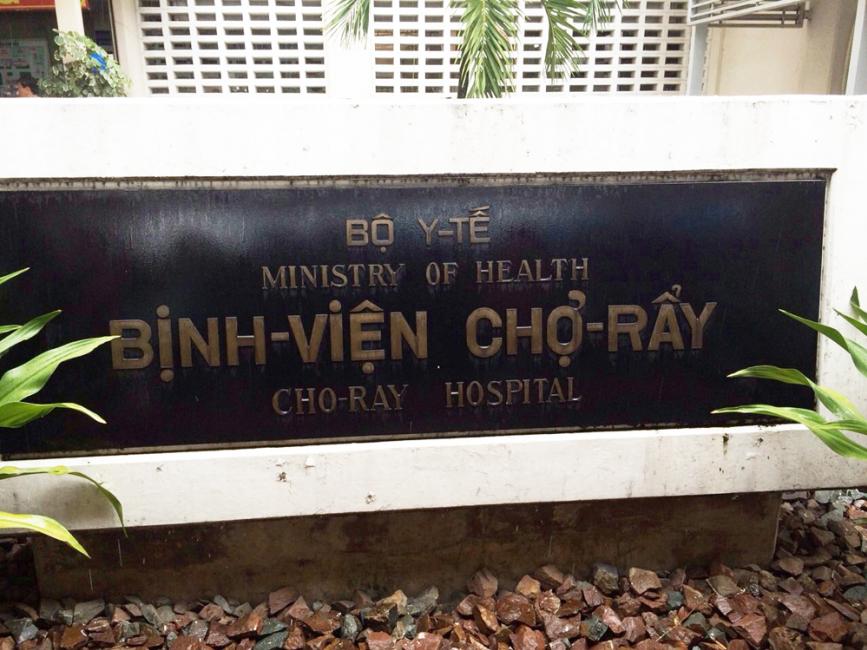 BỘ Y-TẾ
MINISTRY OF HEALTH
BỊNH-VIỆN CHỢ-RẪY
CHO-RAY HOSPITAL